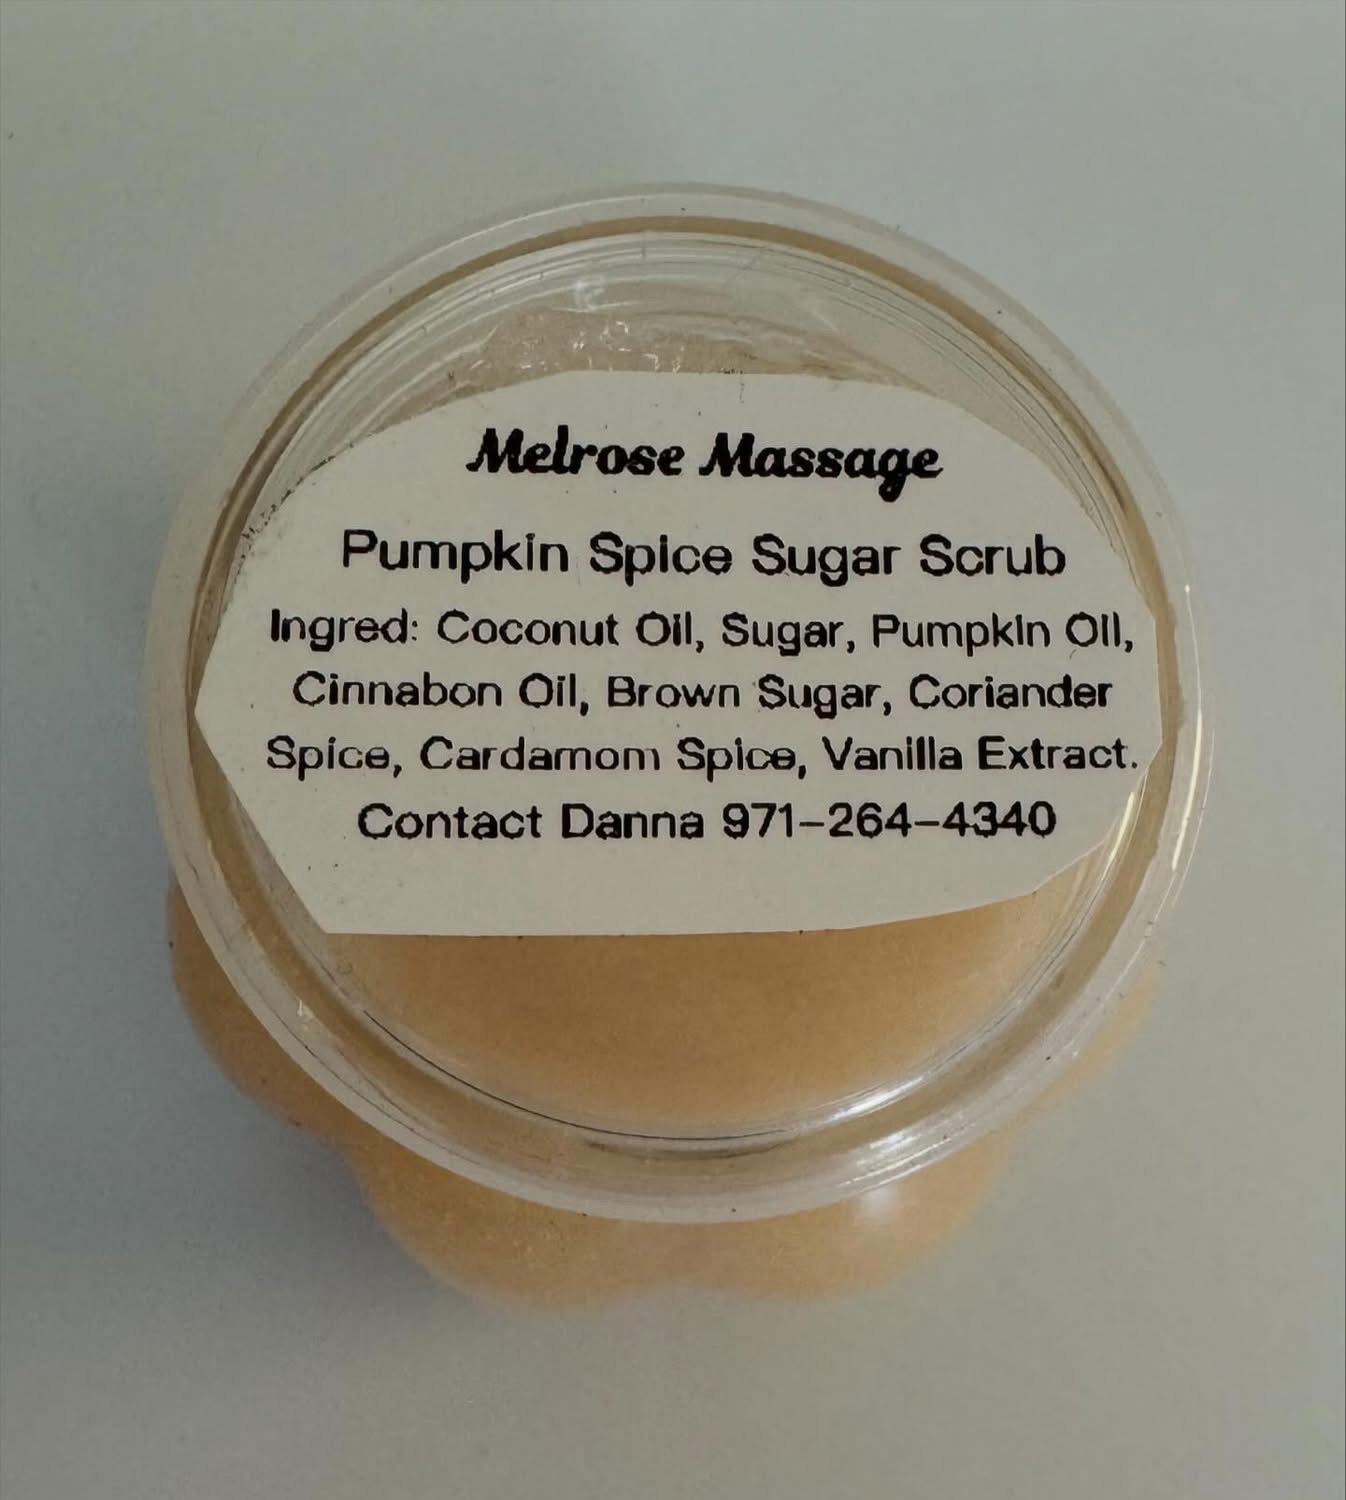 Melrose Massage
Pumpkin Spice Sugar Scrub
Ingred: Coconut Oil, Sugar, Pumpkin Oil,
Cinnabon Oil, Brown Sugar, Coriander
Spice, Cardamom Spice, Vanilla Extract.
Contact Danna 971-264-4340